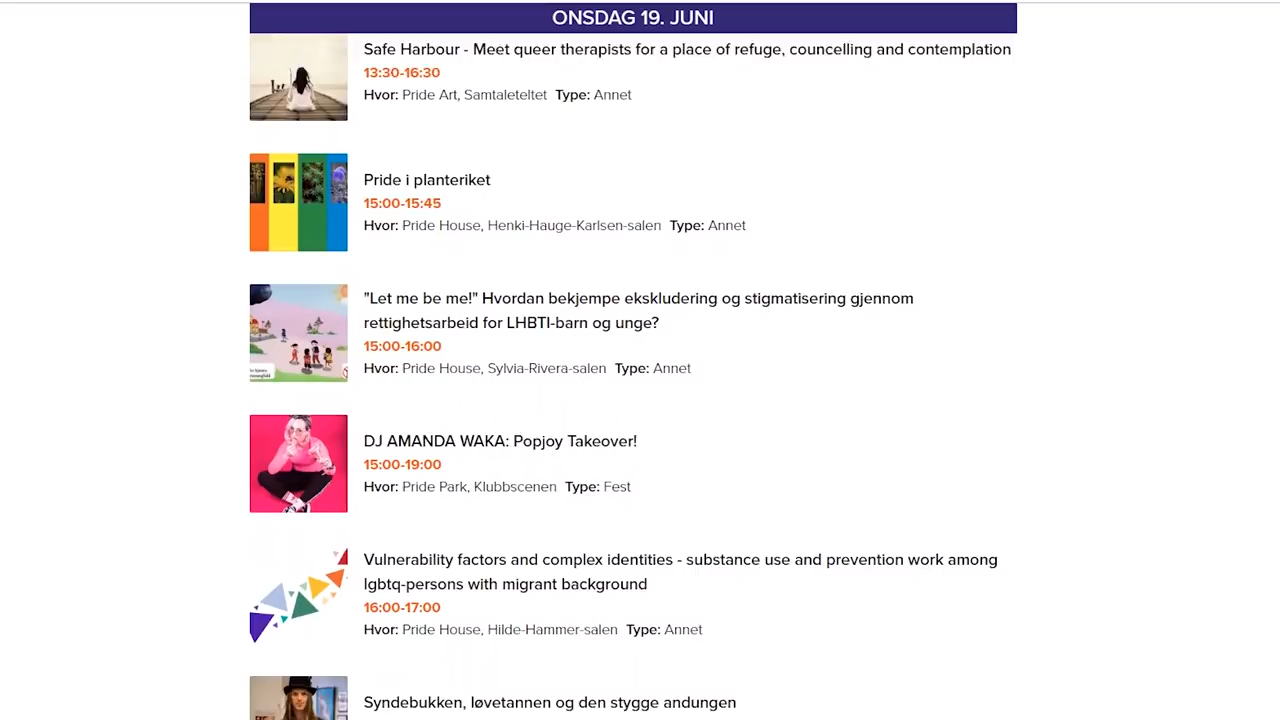 ONSDAG 19. JUNI
Safe Harbour - Meet queer therapists for a place of refuge, councelling and contemplation
13:30-16:30
Hvor: Pride Art, Samtaleteltet Type: Annet
Pride i planteriket
15:00-15:45
Hvor: Pride House, Henki-Hauge-Karlsen-salen Type: Annet
"Let me be me!" Hvordan bekjempe ekskludering og stigmatisering gjennom
rettighetsarbeid for LHBTI-barn og unge?
15:00-16:00
Hvor: Pride House, Sylvia-Rivera-salen Type: Annet
DJ AMANDA WAKA: Popjoy Takeover!
15:00-19:00
Hvor: Pride Park, Klubbscenen Type: Fest
Vulnerability factors and complex identities - substance use and prevention work among
lgbtq-persons with migrant background
16:00-17:00
Hvor: Pride House, Hilde-Hammer-salen Type: Annet
Syndebukken, løvetannen og den stygge andungen